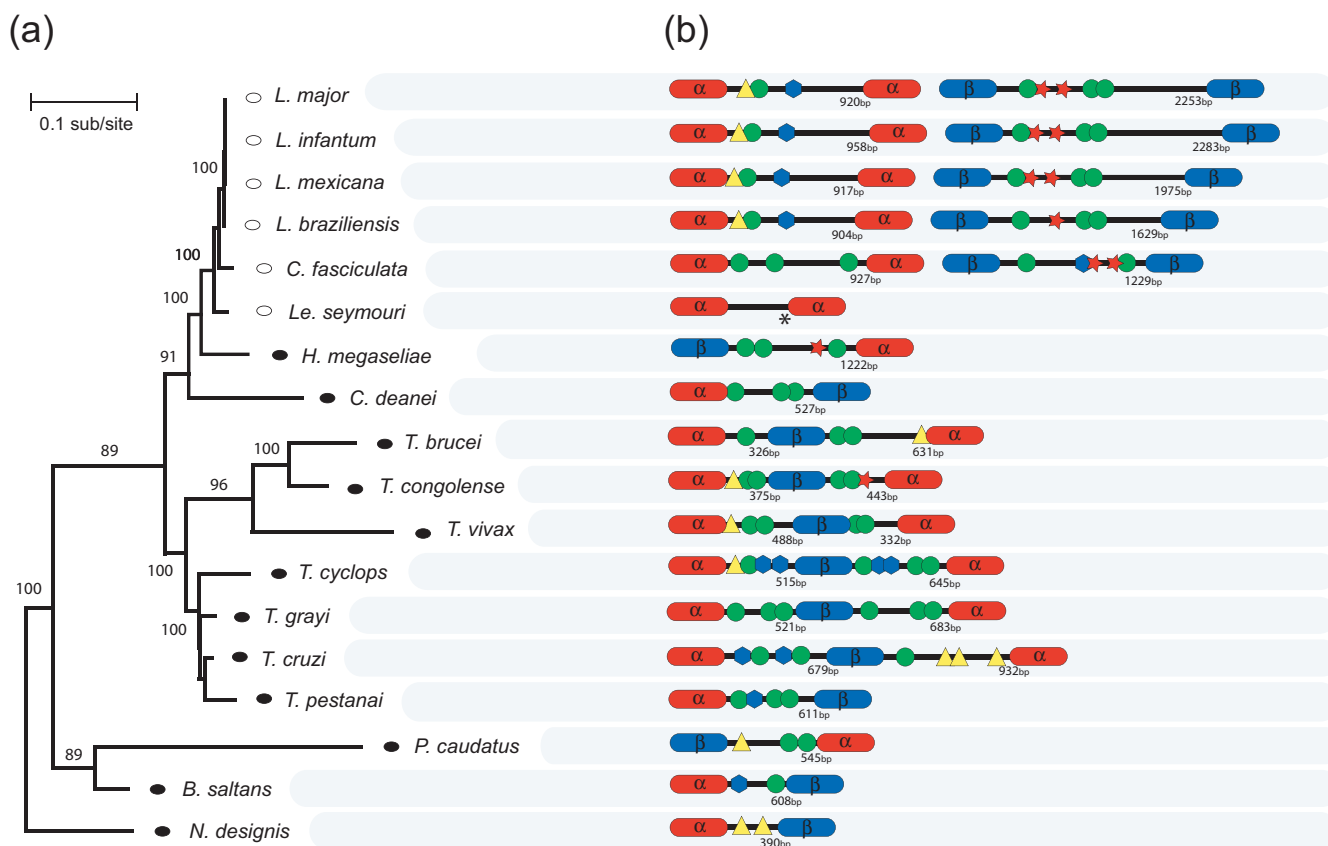 (a)
(b)
0.1 sub/site
L. major
α
α
920bp
β
β
2253bp
100
L. infantum
α
α
958bp
β
β
2283bp
L. mexicana
α
α
917bp
β
β
1975bp
L. braziliensis
α
α
904bp
β
β
1629bp
100
C. fasciculata
α
α
927bp
β
β
1229bp
100
Le. seymouri
α
α
*
H. megaseliae
β
α
1222bp
91
C. deanei
α
β
527bp
89
100
T. brucei
α
β
α
326bp
631bp
96
T. congolense
α
β
α
375bp
443bp
T. vivax
α
β
α
488bp
332bp
100
T. cyclops
α
β
α
515bp
645bp
100
T. grayi
α
β
α
521bp
683bp
100
T. cruzi
α
β
α
679bp
932bp
T. pestanai
α
β
611bp
89
P. caudatus
β
α
545bp
B. saltans
α
β
608bp
N. designis
α
β
390bp